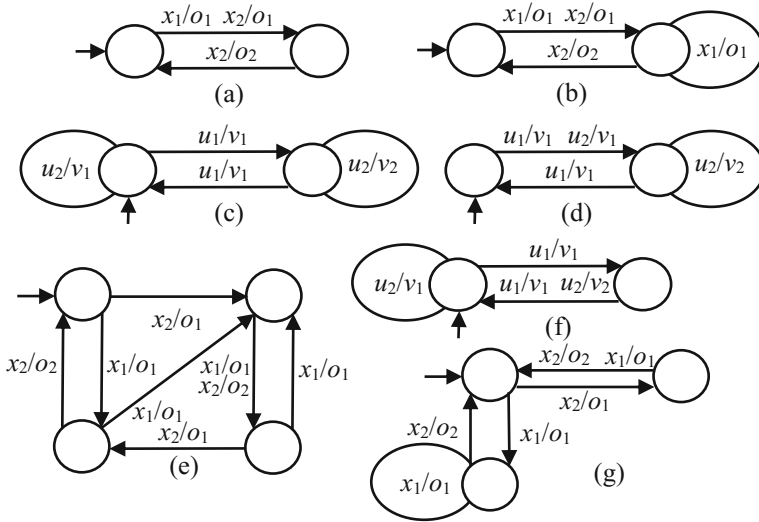 x₁/o₁ x₂/o₁
x₂/o₂
(a)
x₁/o₁ x₂/o₁
x₂/o₂
x₁/o₁
(b)
u₂/v₁
u₁/v₁
u₁/v₁
u₂/v₂
(c)
u₁/v₁ u₂/v₁
u₁/v₁
u₂/v₂
(d)
x₂/o₁
x₂/o₂
x₁/o₁
x₁/o₁
x₁/o₁
x₂/o₂
x₁/o₁
x₂/o₁
(e)
u₂/v₁
u₁/v₁
u₁/v₁ u₂/v₂
(f)
x₂/o₂ x₁/o₁
x₂/o₁
x₂/o₂
x₁/o₁
x₁/o₁
(g)